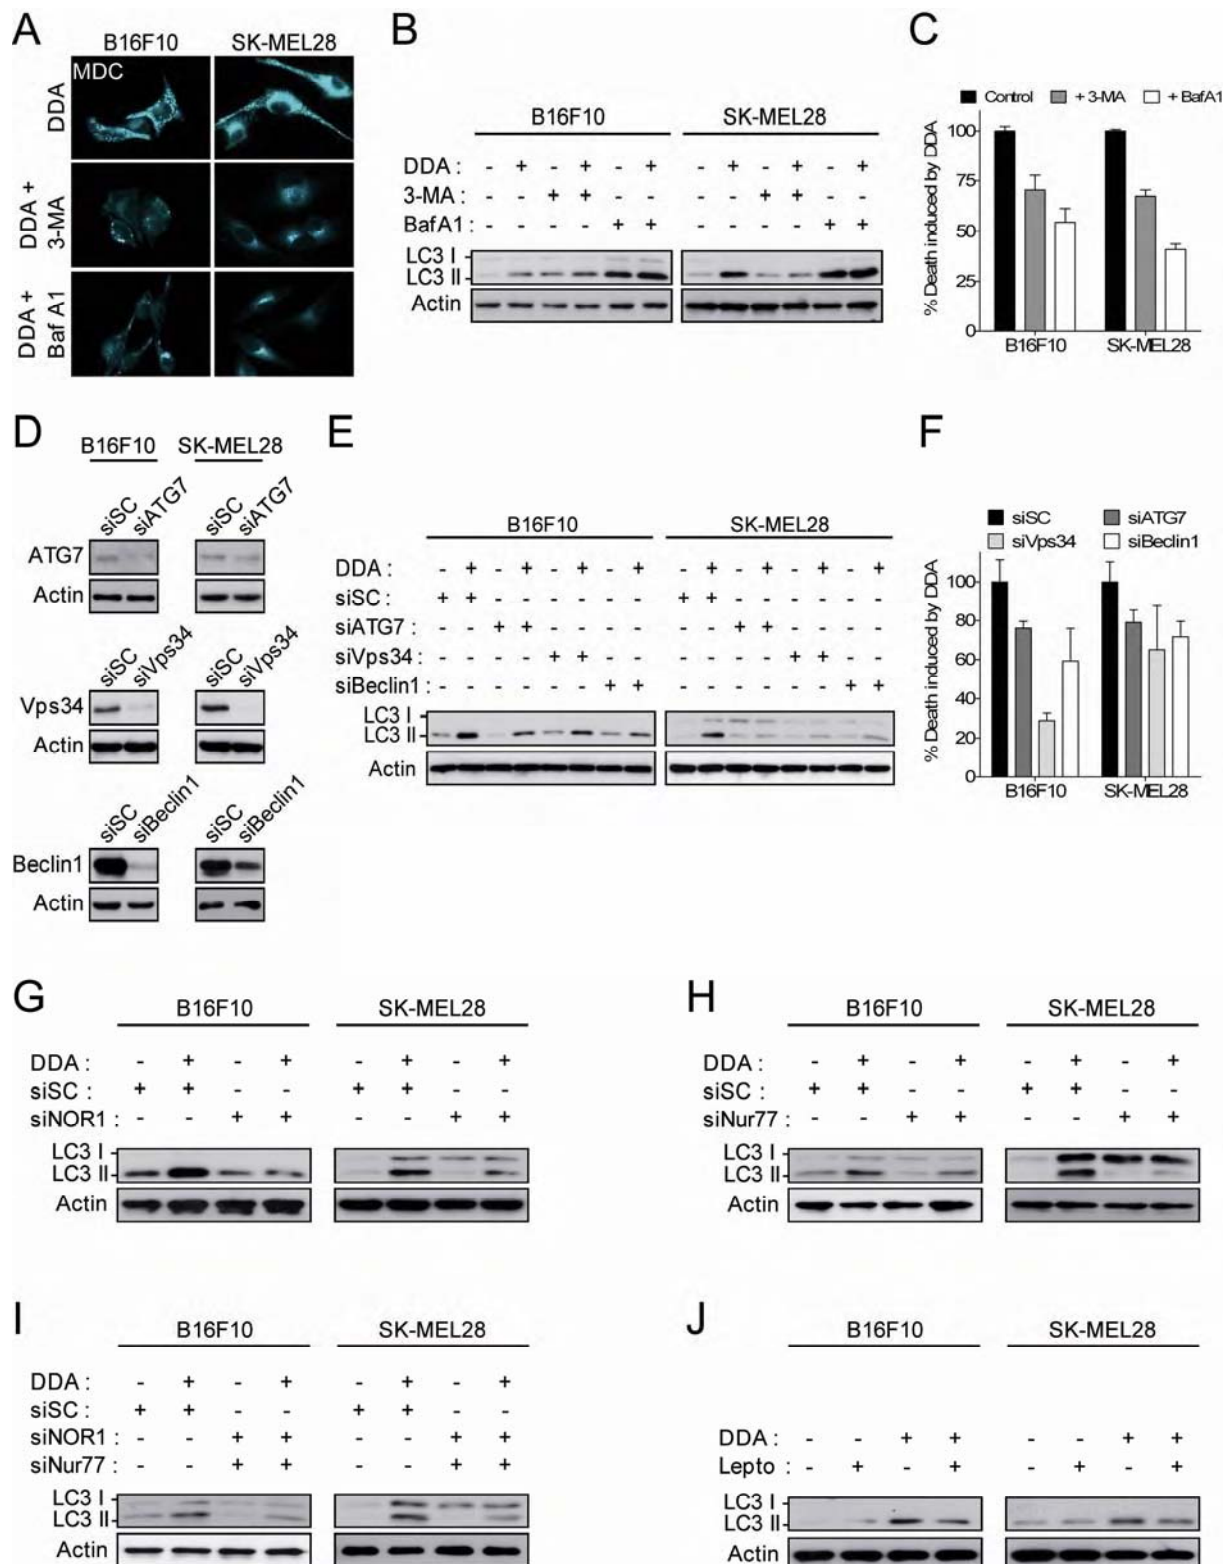 A
B16F10 SK-MEL28
MDC
DDA
DDA + 3-MA
DDA + Baf A1
B
B16F10 SK-MEL28
DDA : - + - + - + - + - + - +
3-MA: - - + + - - - - + + - -
BafA1: - - - - + + - - - - + +
LC3 I
LC3 II
Actin
C
Control + 3-MA + BafA1
% Death induced by DDA
100
75
50
25
0
B16F10 SK-MEL28
D
B16F10 SK-MEL28
siSC siATG7 siSC siATG7
ATG7
Actin
siSC siVps34 siSC siVps34
Vps34
Actin
siSC siBeclin1 siSC siBeclin1
Beclin1
Actin
E
B16F10 SK-MEL28
DDA : - + - + - + - + - + - + - + - +
siSC : + + - - - - - - + + - - - - - -
siATG7 : - - + + - - - - - - + + - - - -
siVps34 : - - - - + + - - - - - - + + - -
siBeclin1 : - - - - - - + + - - - - - - + +
LC3 I
LC3 II
Actin
F
siSC siATG7
siVps34 siBeclin1
% Death induced by DDA
100
80
60
40
20
0
B16F10 SK-MEL28
G
B16F10 SK-MEL28
DDA : - + - + - + - +
siSC : + + - - + + - -
siNOR1 : - - + + - - + +
LC3 I
LC3 II
Actin
H
B16F10 SK-MEL28
DDA : - + - + - + - +
siSC : + + - - + + - -
siNur77 : - - + + - - + +
LC3 I
LC3 II
Actin
I
B16F10 SK-MEL28
DDA : - + - + - + - +
siSC : + + - - + + - -
siNOR1 : - - + + - - + +
siNur77 : - - + + - - + +
LC3 I
LC3 II
Actin
J
B16F10 SK-MEL28
DDA : - - + + - - + +
Lepto : - + - + - + - +
LC3 I
LC3 II
Actin